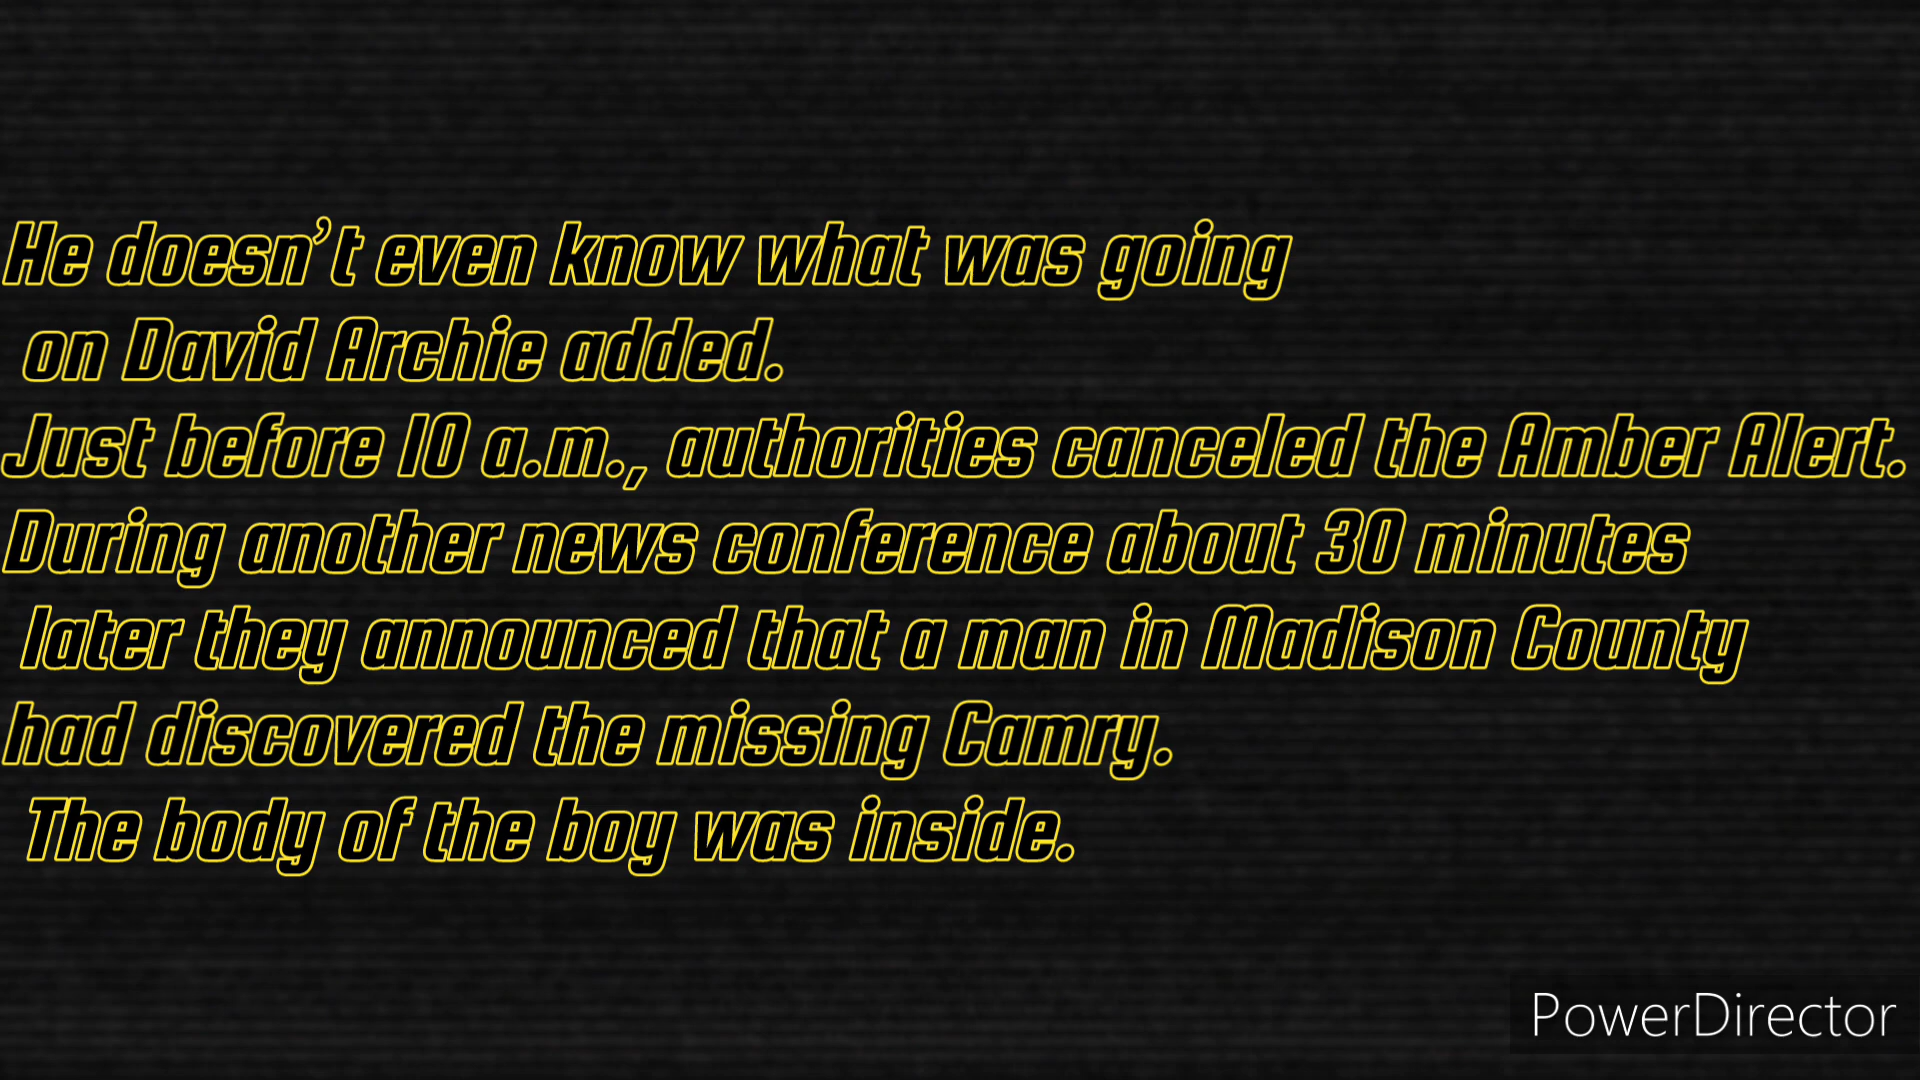 He doesn’t even know what was going
on David Archie added.
Just before 10 a.m., authorities canceled the Amber Alert.
During another news conference about 30 minutes
later they announced that a man in Madison County
had discovered the missing Camry.
The body of the boy was inside.
PowerDirector